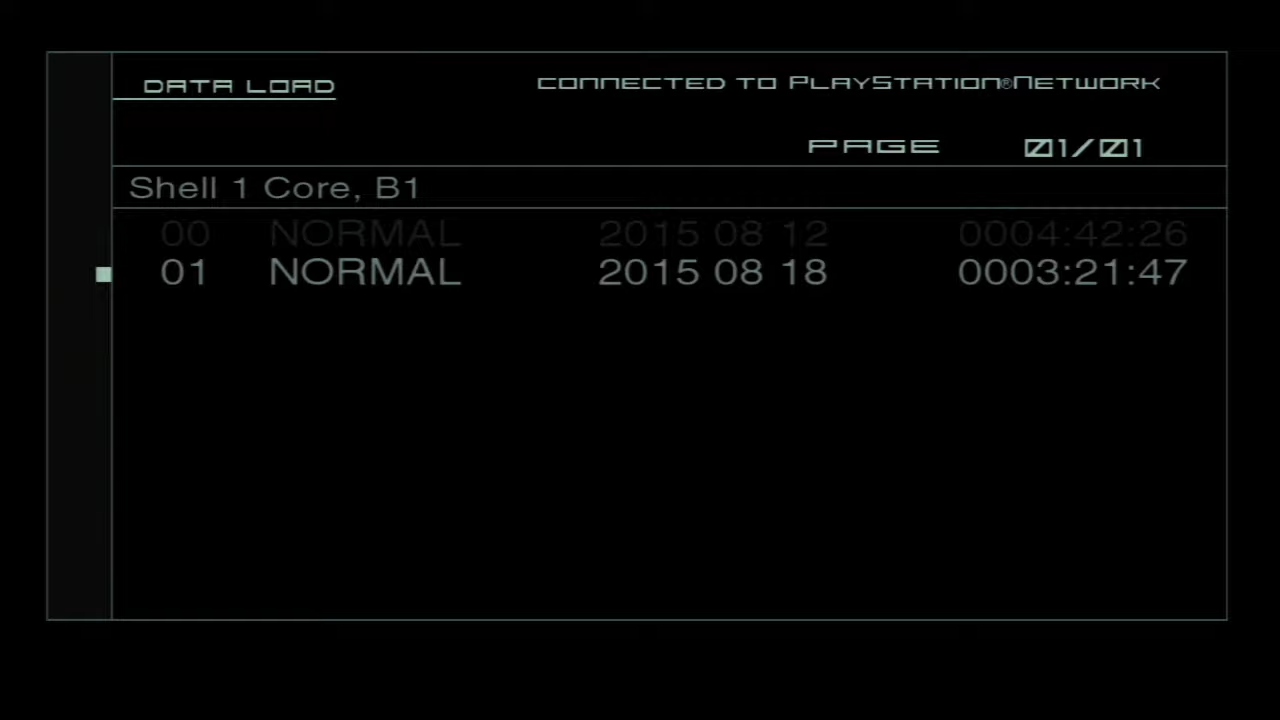 DATA LOAD
CONNECTED TO PLAYSTATION®NETWORK
PAGE 01/01
Shell 1 Core, B1
00 NORMAL 2015 08 12 0004:42:26
01 NORMAL 2015 08 18 0003:21:47